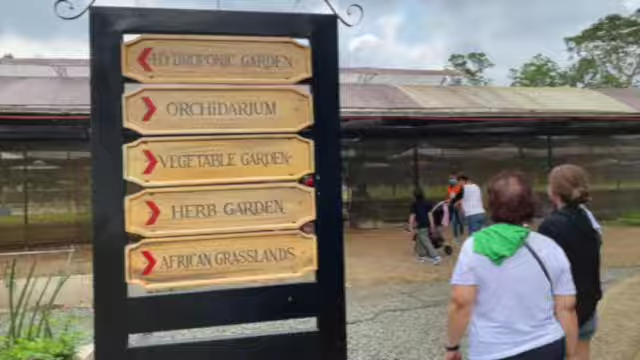 HYDROPONIC GARDEN
ORCHIDARIUM
VEGETABLE GARDEN
HERB GARDEN
AFRICAN GRASSLANDS